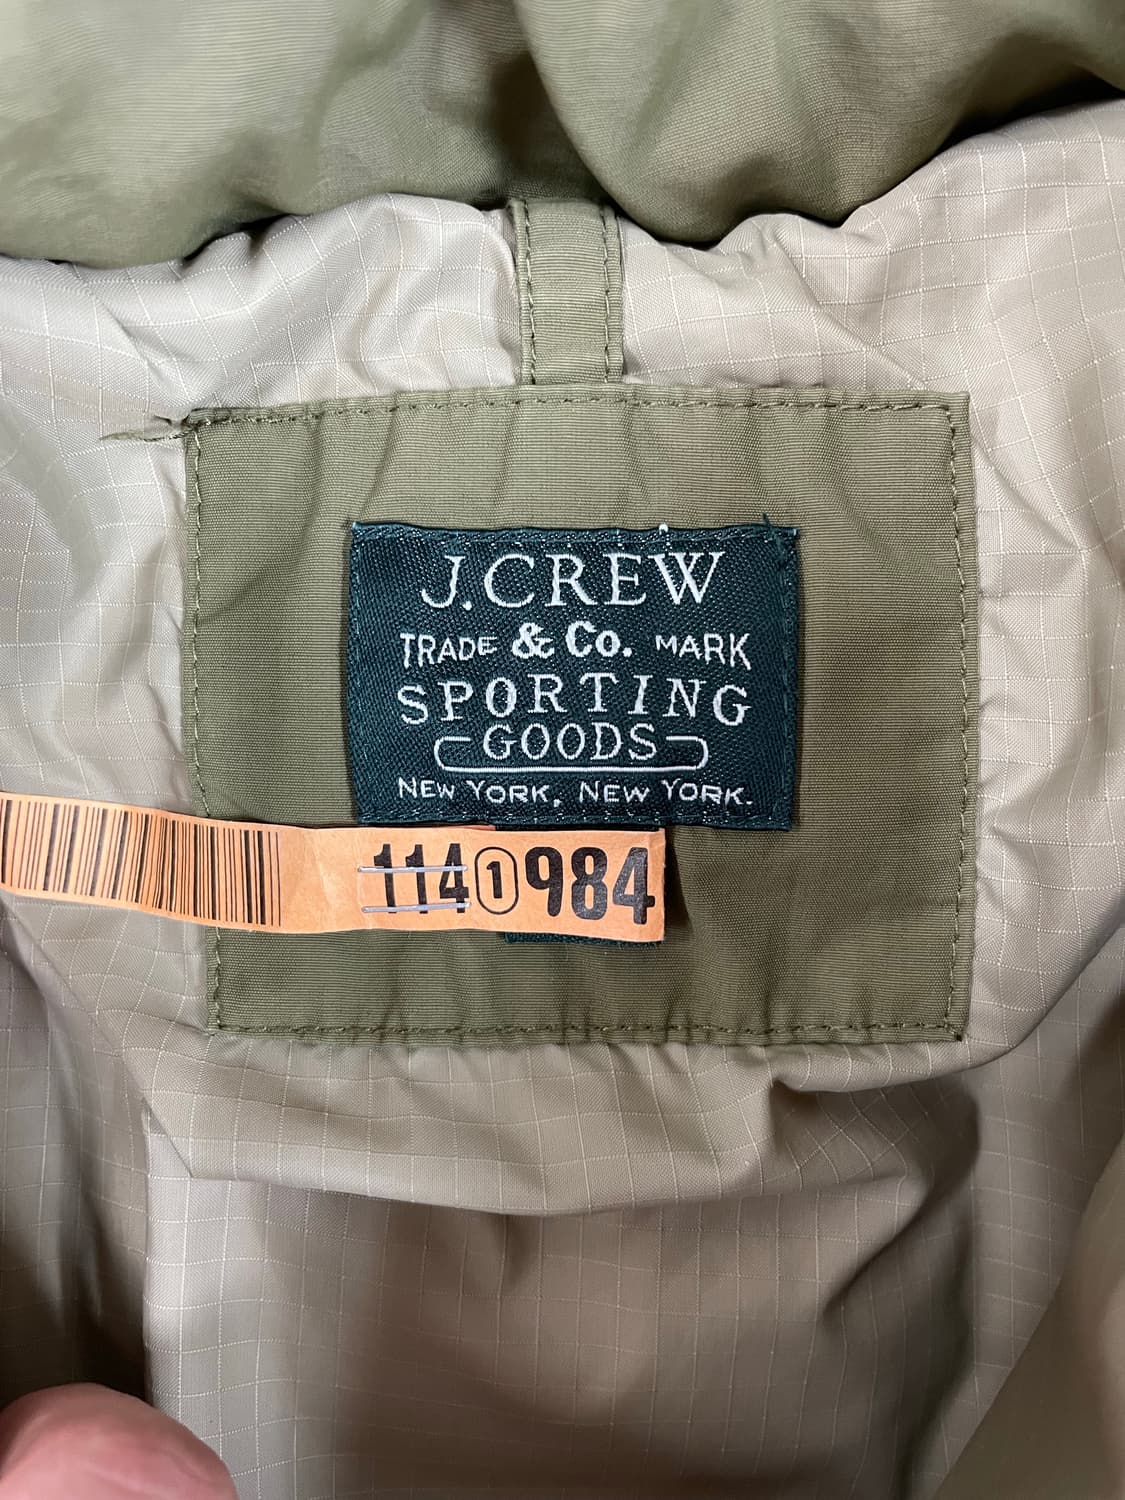 J.CREW
TRADE & Co. MARK
SPORTING
GOODS
NEW YORK, NEW YORK.
114 1 984